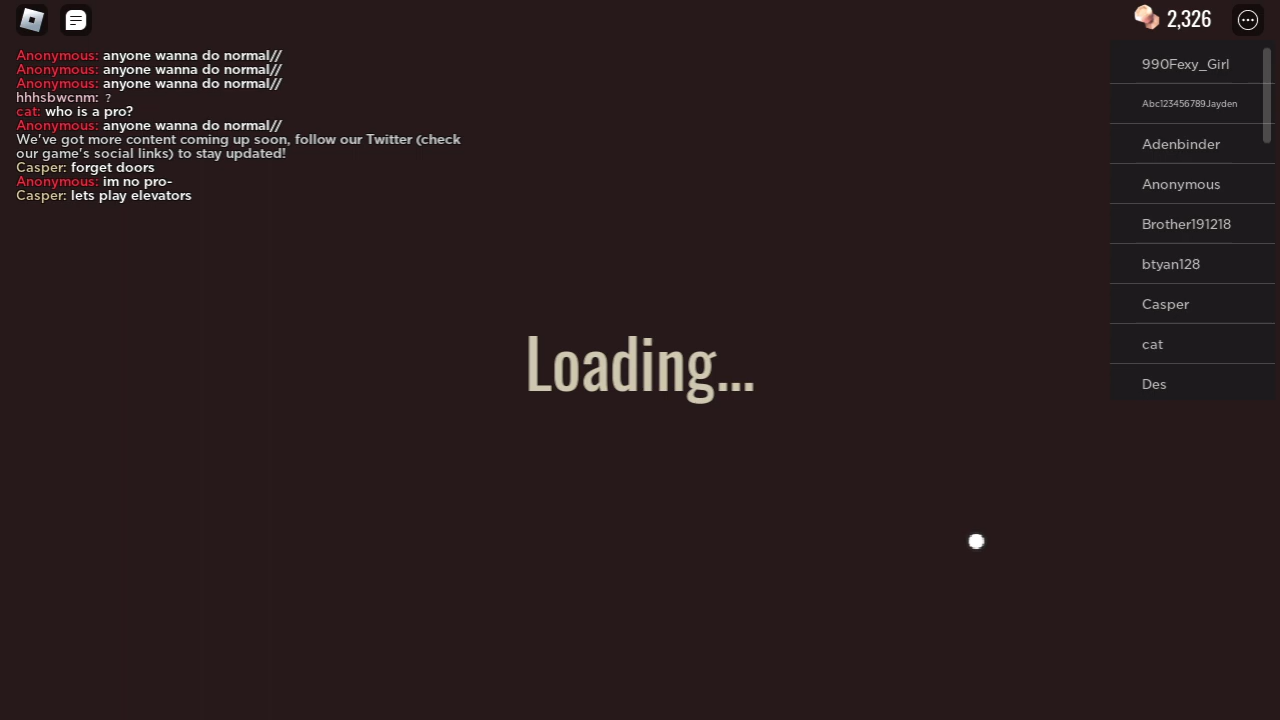 2,326
Anonymous: anyone wanna do normal//
Anonymous: anyone wanna do normal//
Anonymous: anyone wanna do normal//
hhhsbwcnm: ?
cat: who is a pro?
Anonymous: anyone wanna do normal//
We've got more content coming up soon, follow our Twitter (check
our game's social links) to stay updated!
Casper: forget doors
Anonymous: im no pro-
Casper: lets play elevators
990Fexy_Girl
Abc123456789Jayden
Adenbinder
Anonymous
Brother191218
btyan128
Casper
cat
Des
Loading...